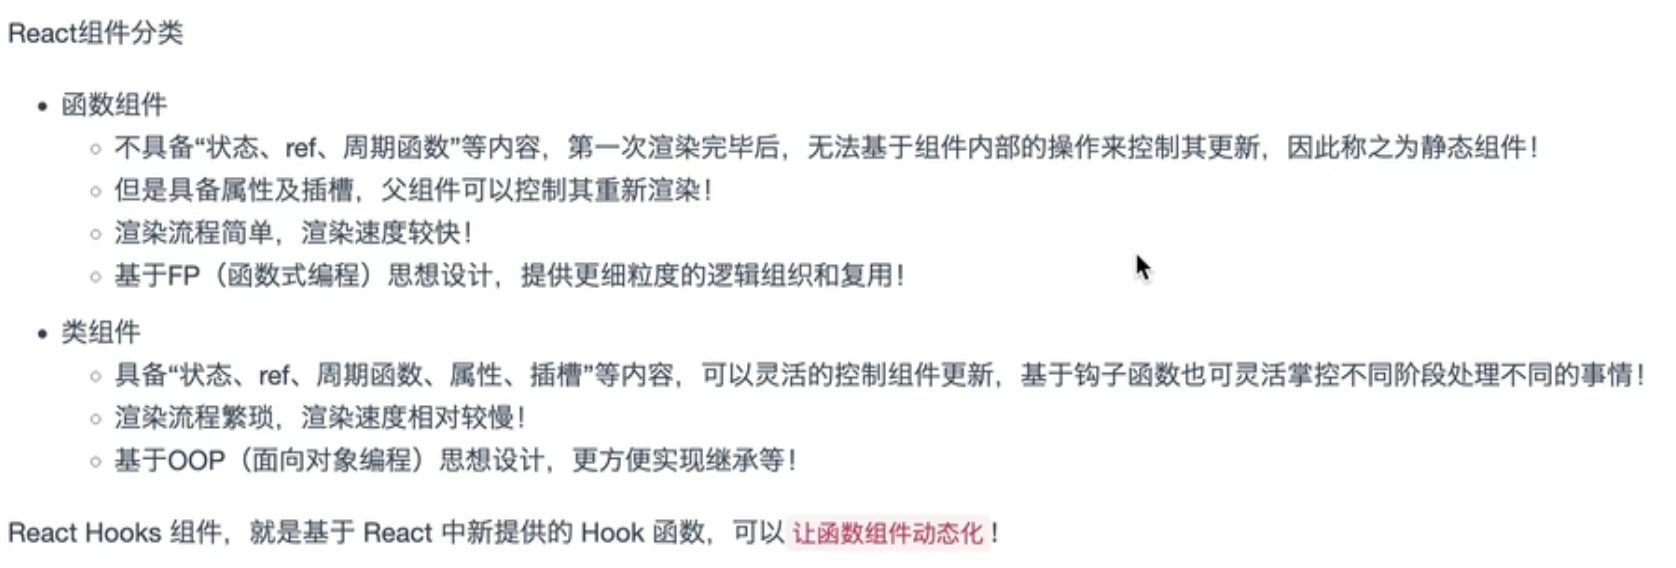 React组件分类
函数组件
不具备“状态、ref、周期函数”等内容，第一次渲染完毕后，无法基于组件内部的操作来控制其更新，因此称之为静态组件！
但是具备属性及插槽，父组件可以控制其重新渲染！
渲染流程简单，渲染速度较快！
基于FP（函数式编程）思想设计，提供更细粒度的逻辑组织和复用！
类组件
具备“状态、ref、周期函数、属性、插槽”等内容，可以灵活的控制组件更新，基于钩子函数也可灵活掌控不同阶段处理不同的事情！
渲染流程繁琐，渲染速度相对较慢！
基于OOP（面向对象编程）思想设计，更方便实现继承等！
React Hooks 组件，就是基于 React 中新提供的 Hook 函数，可以 让函数组件动态化 ！